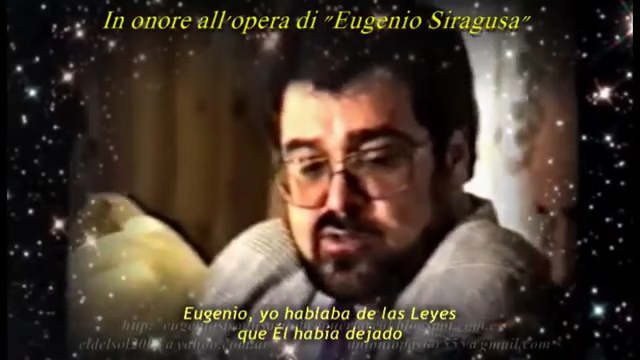 In onore all'opera di "Eugenio Siragusa"
Eugenio, yo hablaba de las Leyes
que Él había dejado